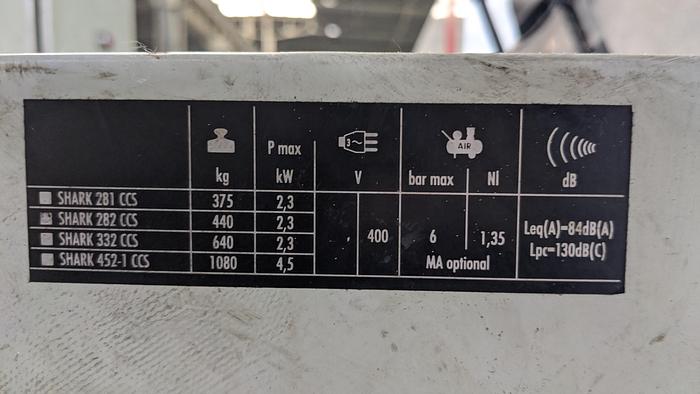 P max
3~
AIR
kg kW V bar max Nl dB
SHARK 281 CCS 375 2,3
SHARK 282 CCS 440 2,3
SHARK 332 CCS 640 2,3
SHARK 452-1 CCS 1080 4,5
400 6 1,35
MA optional
Leq(A)=84dB(A)
Lpc=130dB(C)